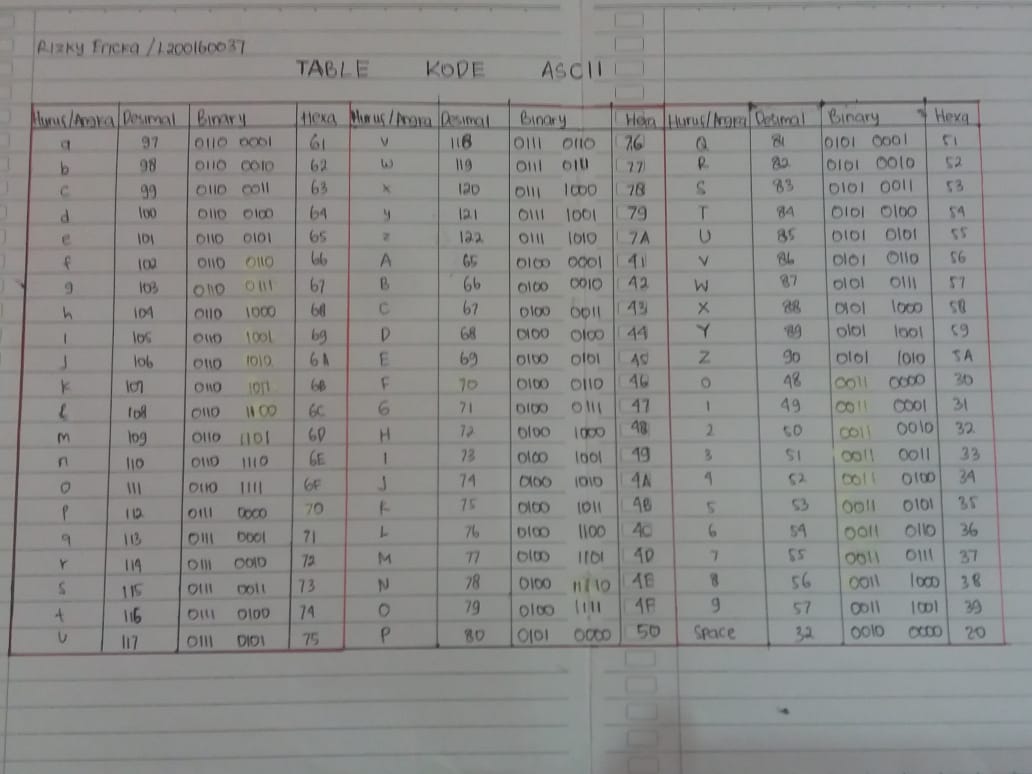 Rizky Ericka / L200160037
TABLE KODE ASCII
Huruf/Angka Desimal Binary Hexa Huruf/Angka Desimal Binary Hexa Huruf/Angka Desimal Binary Hexa
a 97 0110 0001 61 v 118 0111 0110 76 Q 81 0101 0001 51
b 98 0110 0010 62 w 119 0111 0111 77 R 82 0101 0010 52
c 99 0110 0011 63 x 120 0111 1000 78 S 83 0101 0011 53
d 100 0110 0100 64 y 121 0111 1001 79 T 84 0101 0100 54
e 101 0110 0101 65 z 122 0111 1010 7A U 85 0101 0101 55
f 102 0110 0110 66 A 65 0100 0001 41 V 86 0101 0110 56
g 103 0110 0111 67 B 66 0100 0010 42 W 87 0101 0111 57
h 104 0110 1000 68 C 67 0100 0011 43 X 88 0101 1000 58
i 105 0110 1001 69 D 68 0100 0100 44 Y 89 0101 1001 59
j 106 0110 1010 6A E 69 0100 0101 45 Z 90 0101 1010 5A
k 107 0110 1011 6B F 70 0100 0110 46 0 48 0011 0000 30
l 108 0110 1100 6C G 71 0100 0111 47 1 49 0011 0001 31
m 109 0110 1101 6D H 72 0100 1000 48 2 50 0011 0010 32
n 110 0110 1110 6E I 73 0100 1001 49 3 51 0011 0011 33
o 111 0110 1111 6F J 74 0100 1010 4A 4 52 0011 0100 34
p 112 0111 0000 70 K 75 0100 1011 4B 5 53 0011 0101 35
q 113 0111 0001 71 L 76 0100 1100 4C 6 54 0011 0110 36
r 114 0111 0010 72 M 77 0100 1101 4D 7 55 0011 0111 37
s 115 0111 0011 73 N 78 0100 1110 4E 8 56 0011 1000 38
t 116 0111 0100 74 O 79 0100 1111 4F 9 57 0011 1001 39
u 117 0111 0101 75 P 80 0101 0000 50 Space 32 0010 0000 20